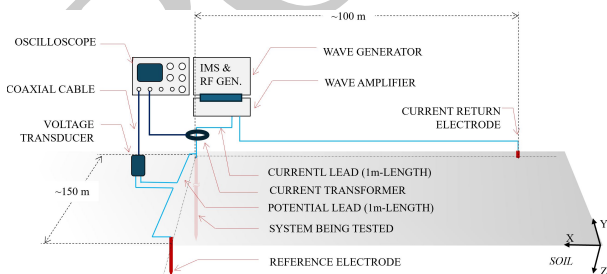 ~100 m
OSCILLOSCOPE
IMS &
RF GEN.
WAVE GENERATOR
WAVE AMPLIFIER
COAXIAL CABLE
CURRENT RETURN
ELECTRODE
VOLTAGE
TRANSDUCER
~150 m
CURRENTL LEAD (1m-LENGTH)
CURRENT TRANSFORMER
POTENTIAL LEAD (1m-LENGTH)
SYSTEM BEING TESTED
REFERENCE ELECTRODE
X
Y
Z
SOIL